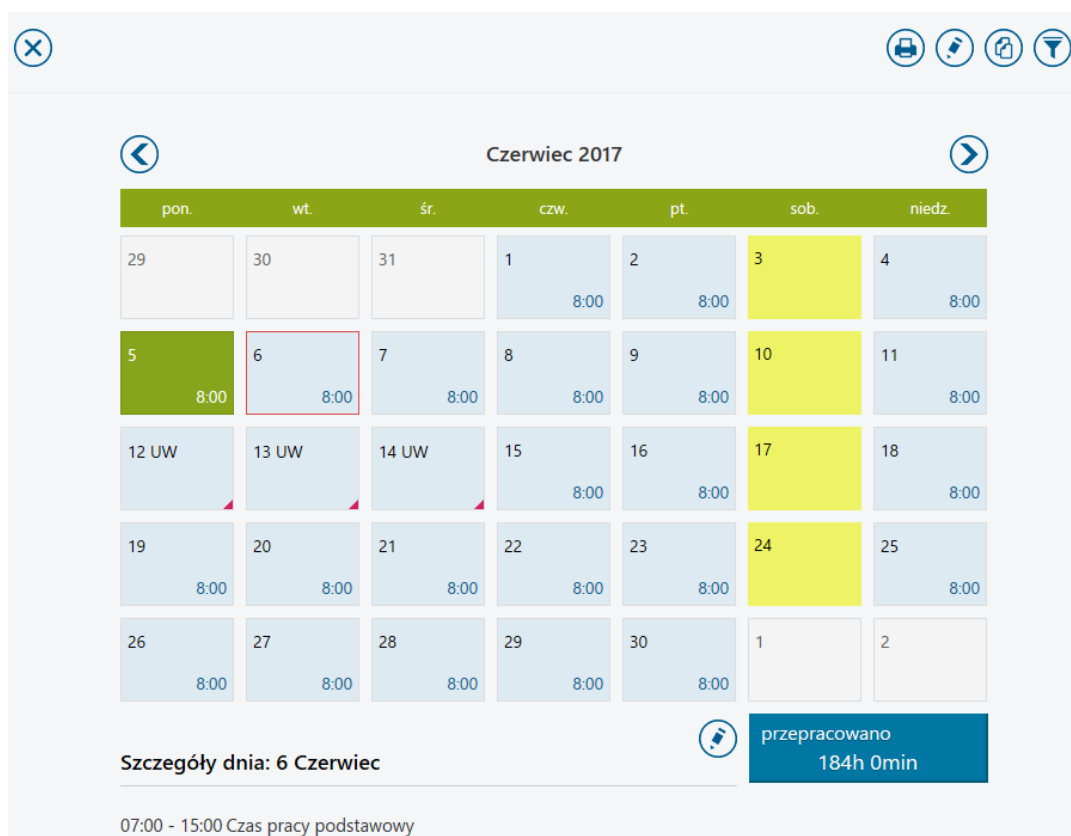 Czerwiec 2017
pon. wt. śr. czw. pt. sob. niedz.
29 30 31 1 2 3 4
8:00 8:00 8:00
5 6 7 8 9 10 11
8:00 8:00 8:00 8:00 8:00 8:00
12 UW 13 UW 14 UW 15 16 17 18
8:00 8:00 8:00
19 20 21 22 23 24 25
8:00 8:00 8:00 8:00 8:00 8:00
26 27 28 29 30 1 2
8:00 8:00 8:00 8:00 8:00
przepracowano
184h 0min
Szczegóły dnia: 6 Czerwiec
07:00 - 15:00 Czas pracy podstawowy